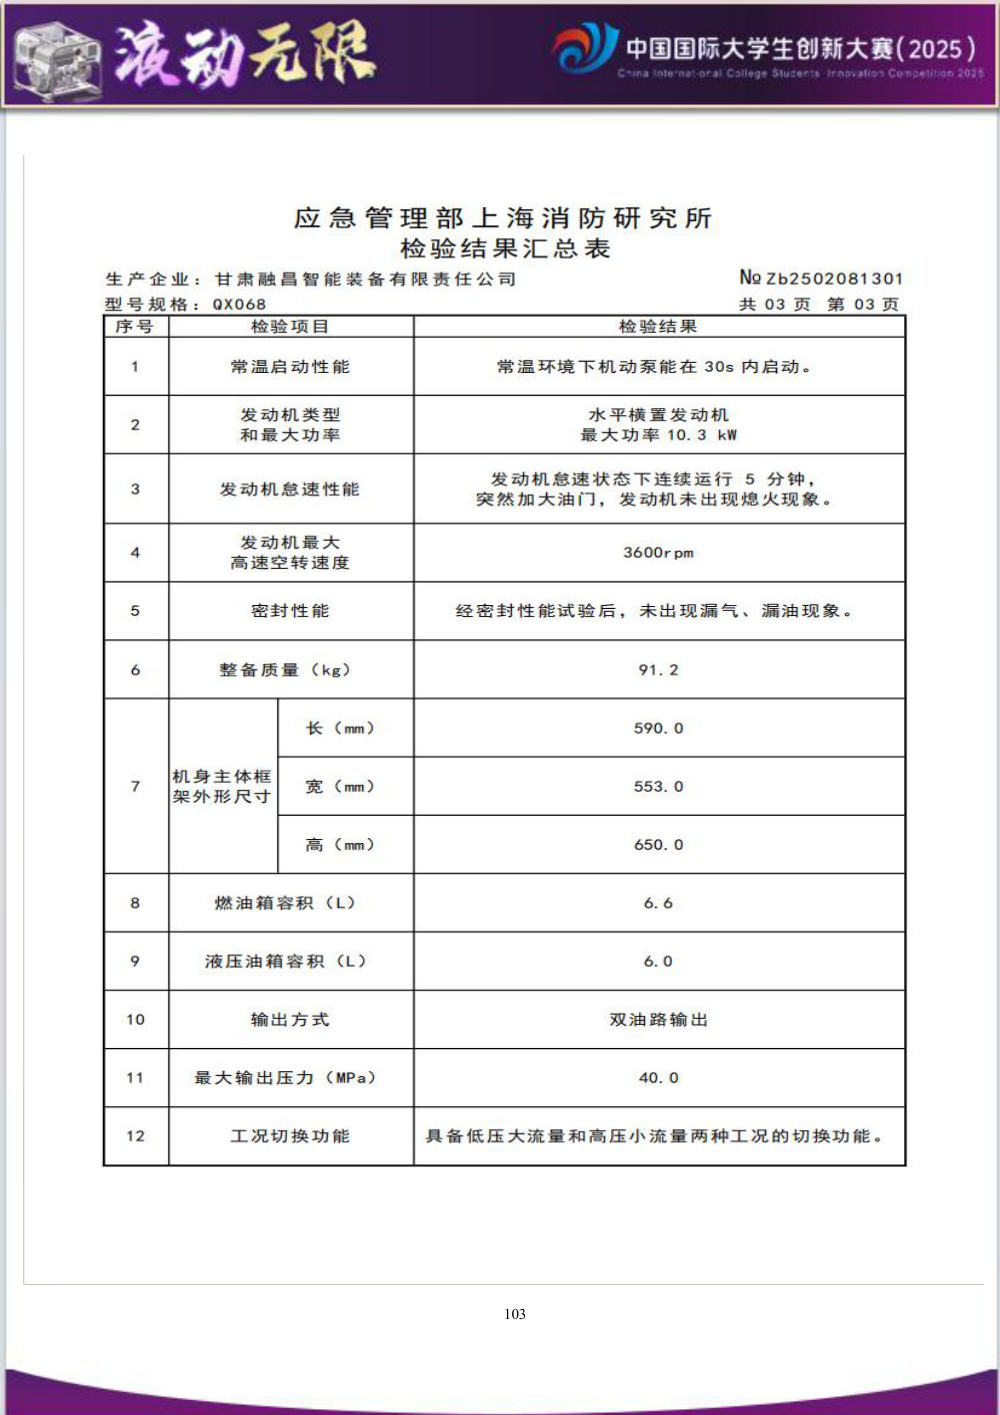 液动无限
中国国际大学生创新大赛(2025)
China International College Students Innovation Competition 2025
应急管理部上海消防研究所
检验结果汇总表
生产企业：甘肃融昌智能装备有限责任公司 №Zb2502081301
型号规格：QX068 共 03 页 第 03 页
序号 检验项目 检验结果
1 常温启动性能 常温环境下机动泵能在 30s 内启动。
2 发动机类型 和最大功率 水平横置发动机 最大功率 10.3 kW
3 发动机怠速性能 发动机怠速状态下连续运行 5 分钟， 突然加大油门，发动机未出现熄火现象。
4 发动机最大 高速空转速度 3600rpm
5 密封性能 经密封性能试验后，未出现漏气、漏油现象。
6 整备质量（kg） 91.2
7 机身主体框 架外形尺寸 长（mm） 590.0
宽（mm） 553.0
高（mm） 650.0
8 燃油箱容积（L） 6.6
9 液压油箱容积（L） 6.0
10 输出方式 双油路输出
11 最大输出压力（MPa） 40.0
12 工况切换功能 具备低压大流量和高压小流量两种工况的切换功能。
103